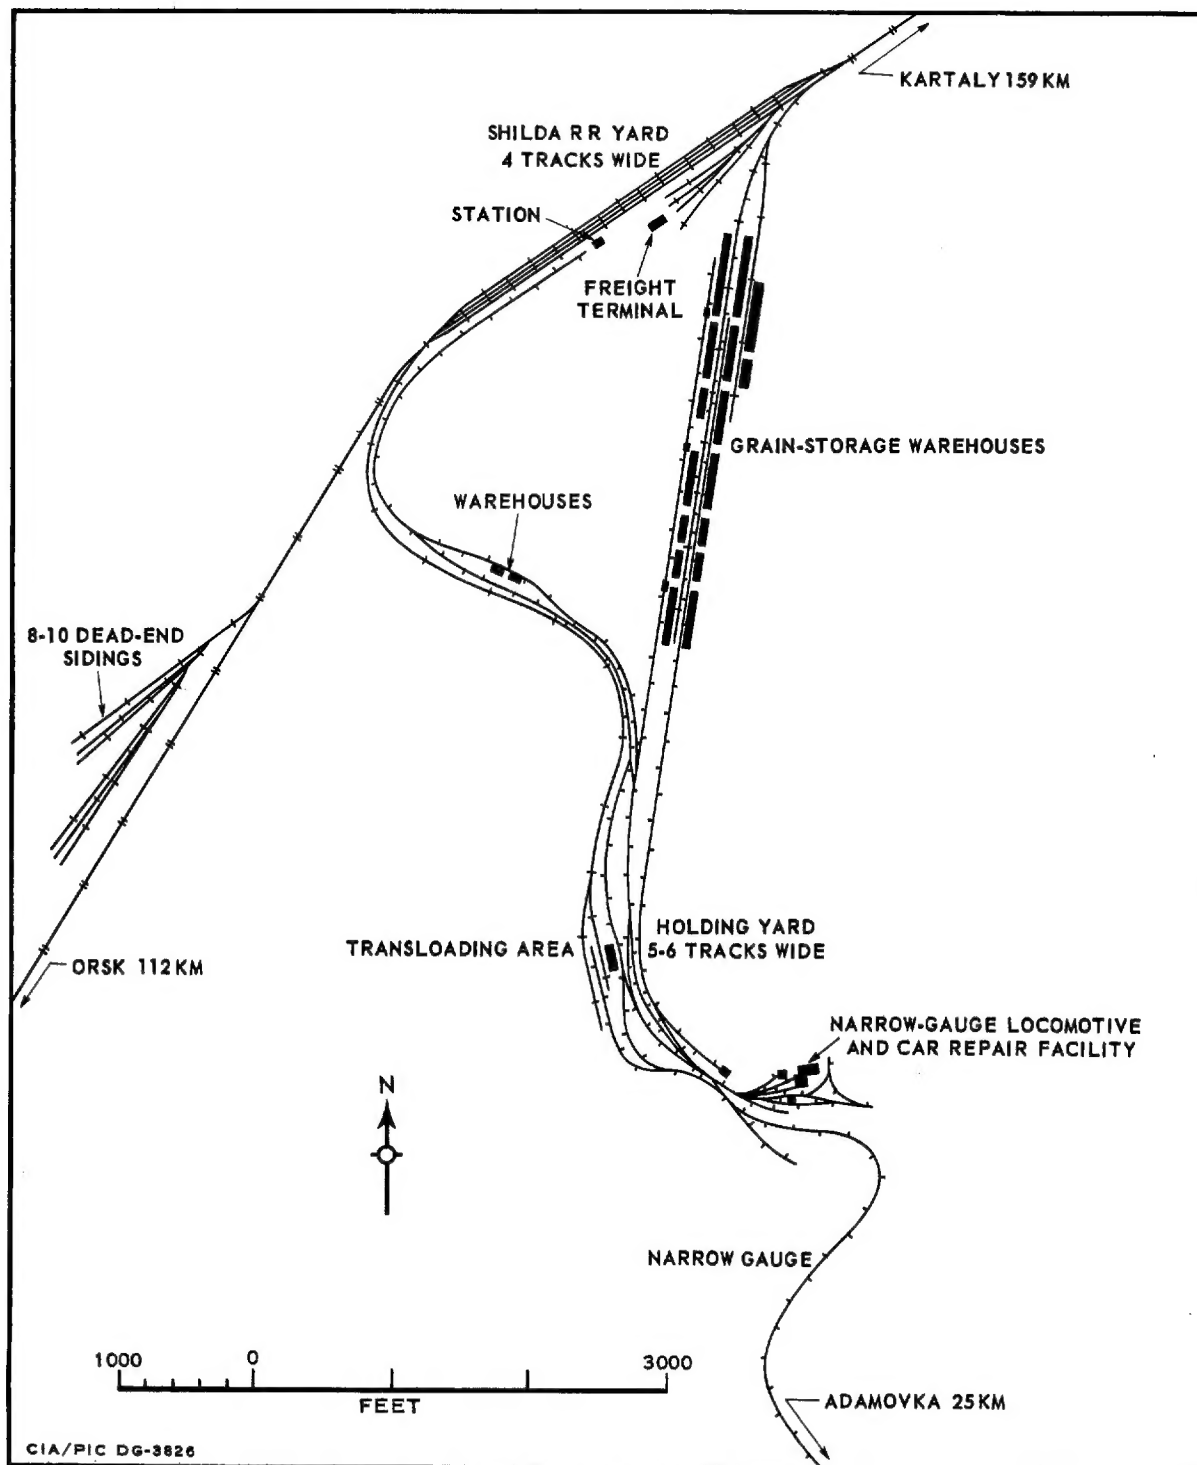 KARTALY 159 KM
SHILDA R R YARD
4 TRACKS WIDE
STATION
FREIGHT
TERMINAL
GRAIN-STORAGE WAREHOUSES
WAREHOUSES
8-10 DEAD-END
SIDINGS
HOLDING YARD
5-6 TRACKS WIDE
TRANSLOADING AREA
ORSK 112 KM
NARROW-GAUGE LOCOMOTIVE
AND CAR REPAIR FACILITY
N
NARROW GAUGE
1000 0 3000
FEET
ADAMOVKA 25 KM
CIA/PIC DG-3826